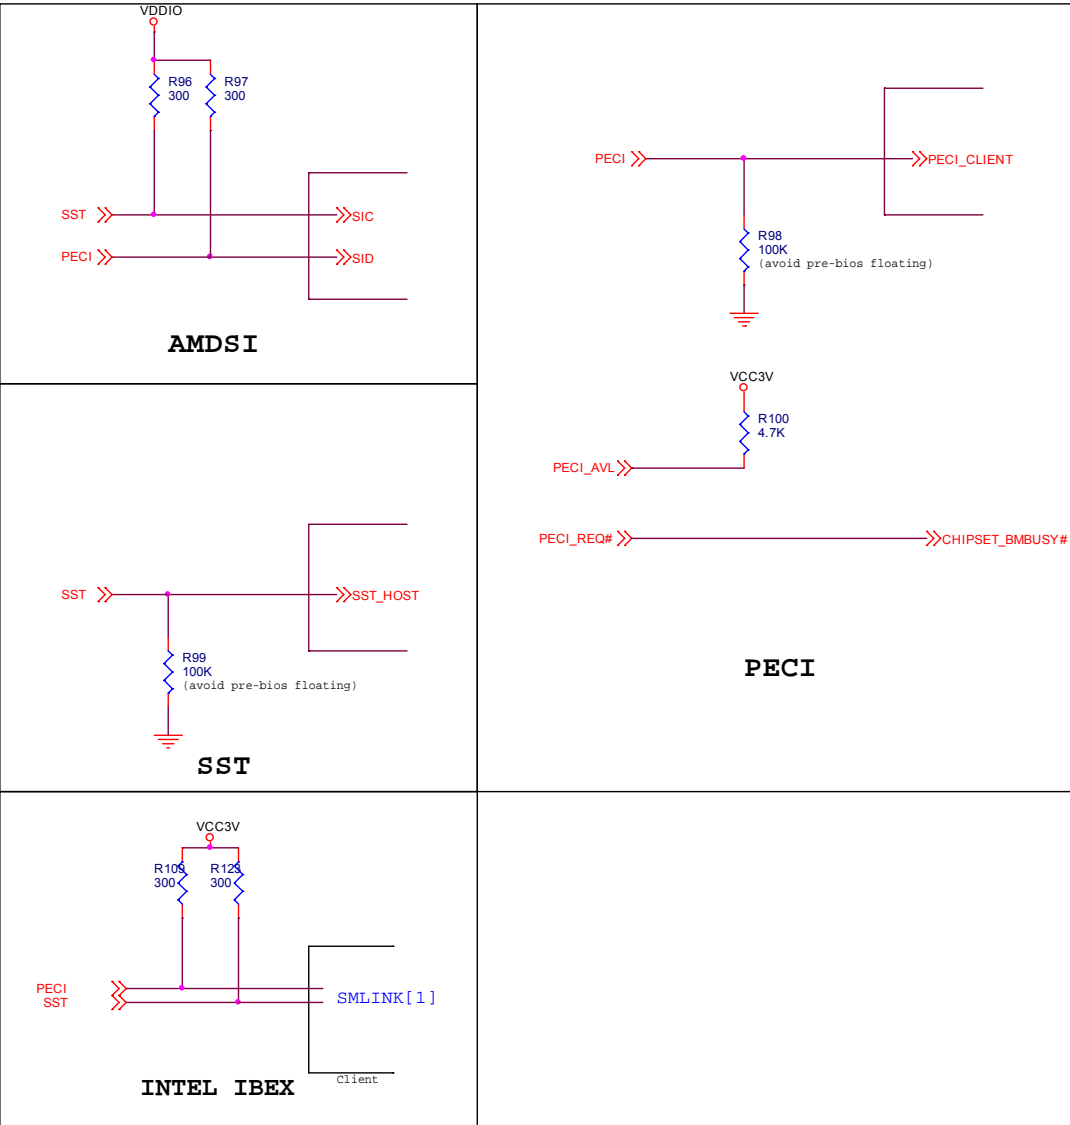 VDDIO
R96
300
R97
300
SST
SIC
PECI
SID
AMDSI
PECI
PECI_CLIENT
R98
100K
(avoid pre-bios floating)
VCC3V
R100
4.7K
PECI_AVL
PECI_REQ#
CHIPSET_BMBUSY#
PECI
SST
SST_HOST
R99
100K
(avoid pre-bios floating)
SST
VCC3V
R109
300
R123
300
PECI
SST
SMLINK[1]
Client
INTEL IBEX